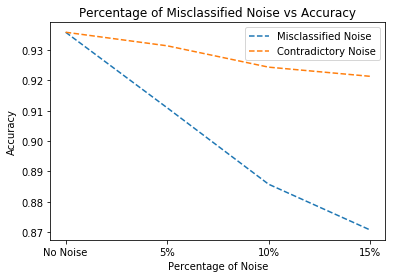 Percentage of Misclassified Noise vs Accuracy
Misclassified Noise
Contradictory Noise
Accuracy
0.93
0.92
0.91
0.90
0.89
0.88
0.87
No Noise 5% 10% 15%
Percentage of Noise